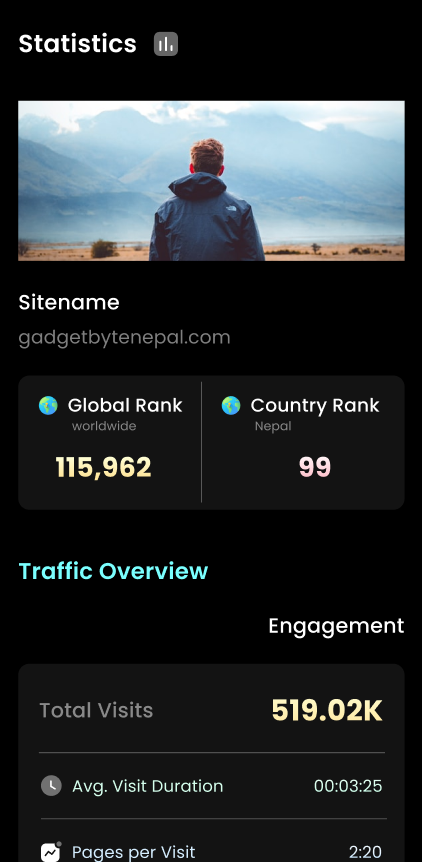 Statistics
Sitename
gadgetbytenepal.com
Global Rank
worldwide
115,962
Country Rank
Nepal
99
Traffic Overview
Engagement
Total Visits 519.02K
Avg. Visit Duration 00:03:25
Pages per Visit 2:20